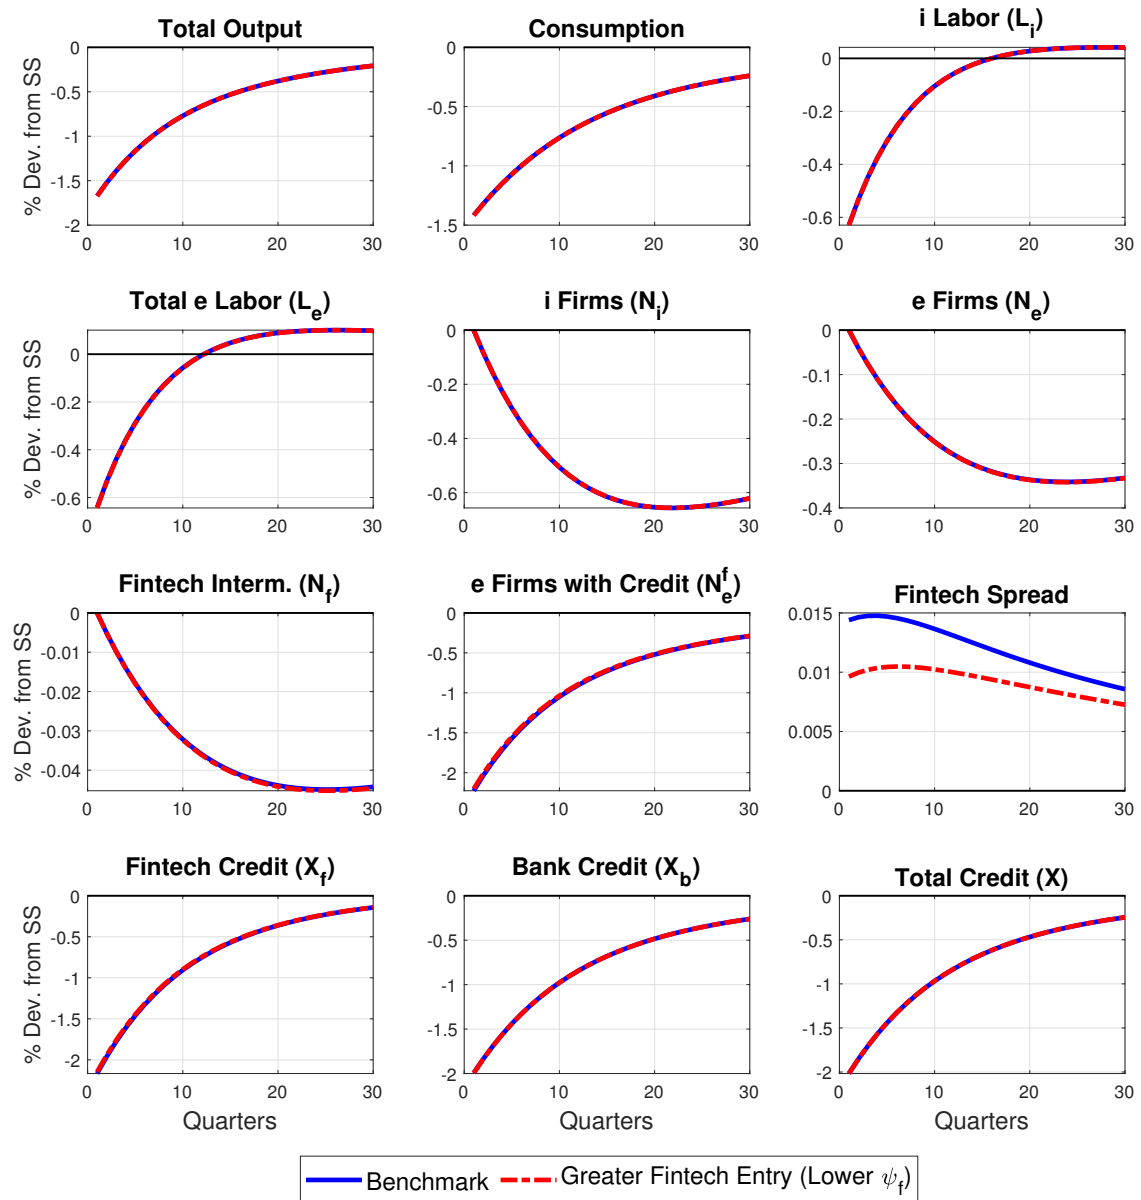 Total Output
Consumption
i Labor (L_i)
% Dev. from SS
0
-0.5
-1
-1.5
-2
0 10 20 30
0
-0.5
-1
-1.5
0 10 20 30
0
-0.2
-0.4
-0.6
0 10 20 30
Total e Labor (L_e)
i Firms (N_i)
e Firms (N_e)
% Dev. from SS
0
-0.2
-0.4
-0.6
0 10 20 30
0
-0.2
-0.4
-0.6
0 10 20 30
0
-0.1
-0.2
-0.3
-0.4
0 10 20 30
Fintech Interm. (N_f)
e Firms with Credit (N_e^f)
Fintech Spread
% Dev. from SS
0
-0.01
-0.02
-0.03
-0.04
0 10 20 30
0
-0.5
-1
-1.5
-2
0 10 20 30
0.015
0.01
0.005
0
0 10 20 30
Fintech Credit (X_f)
Bank Credit (X_b)
Total Credit (X)
% Dev. from SS
0
-0.5
-1
-1.5
-2
0 10 20 30
Quarters
0
-0.5
-1
-1.5
-2
0 10 20 30
Quarters
0
-0.5
-1
-1.5
-2
0 10 20 30
Quarters
Benchmark
Greater Fintech Entry (Lower ψ_f)